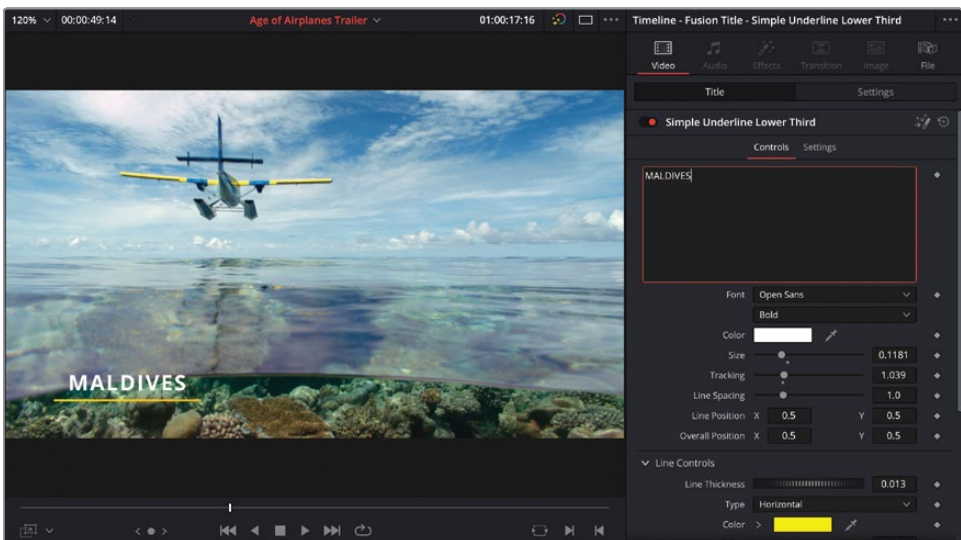 120% 00:00:49:14 Age of Airplanes Trailer 01:00:17:16
MALDIVES
Timeline - Fusion Title - Simple Underline Lower Third
Video Audio Effects Transition Image File
Title Settings
Simple Underline Lower Third
Controls Settings
MALDIVES
Font Open Sans
Bold
Color
Size 0.1181
Tracking 1.039
Line Spacing 1.0
Line Position X 0.5 Y 0.5
Overall Position X 0.5 Y 0.5
Line Controls
Line Thickness 0.013
Type Horizontal
Color